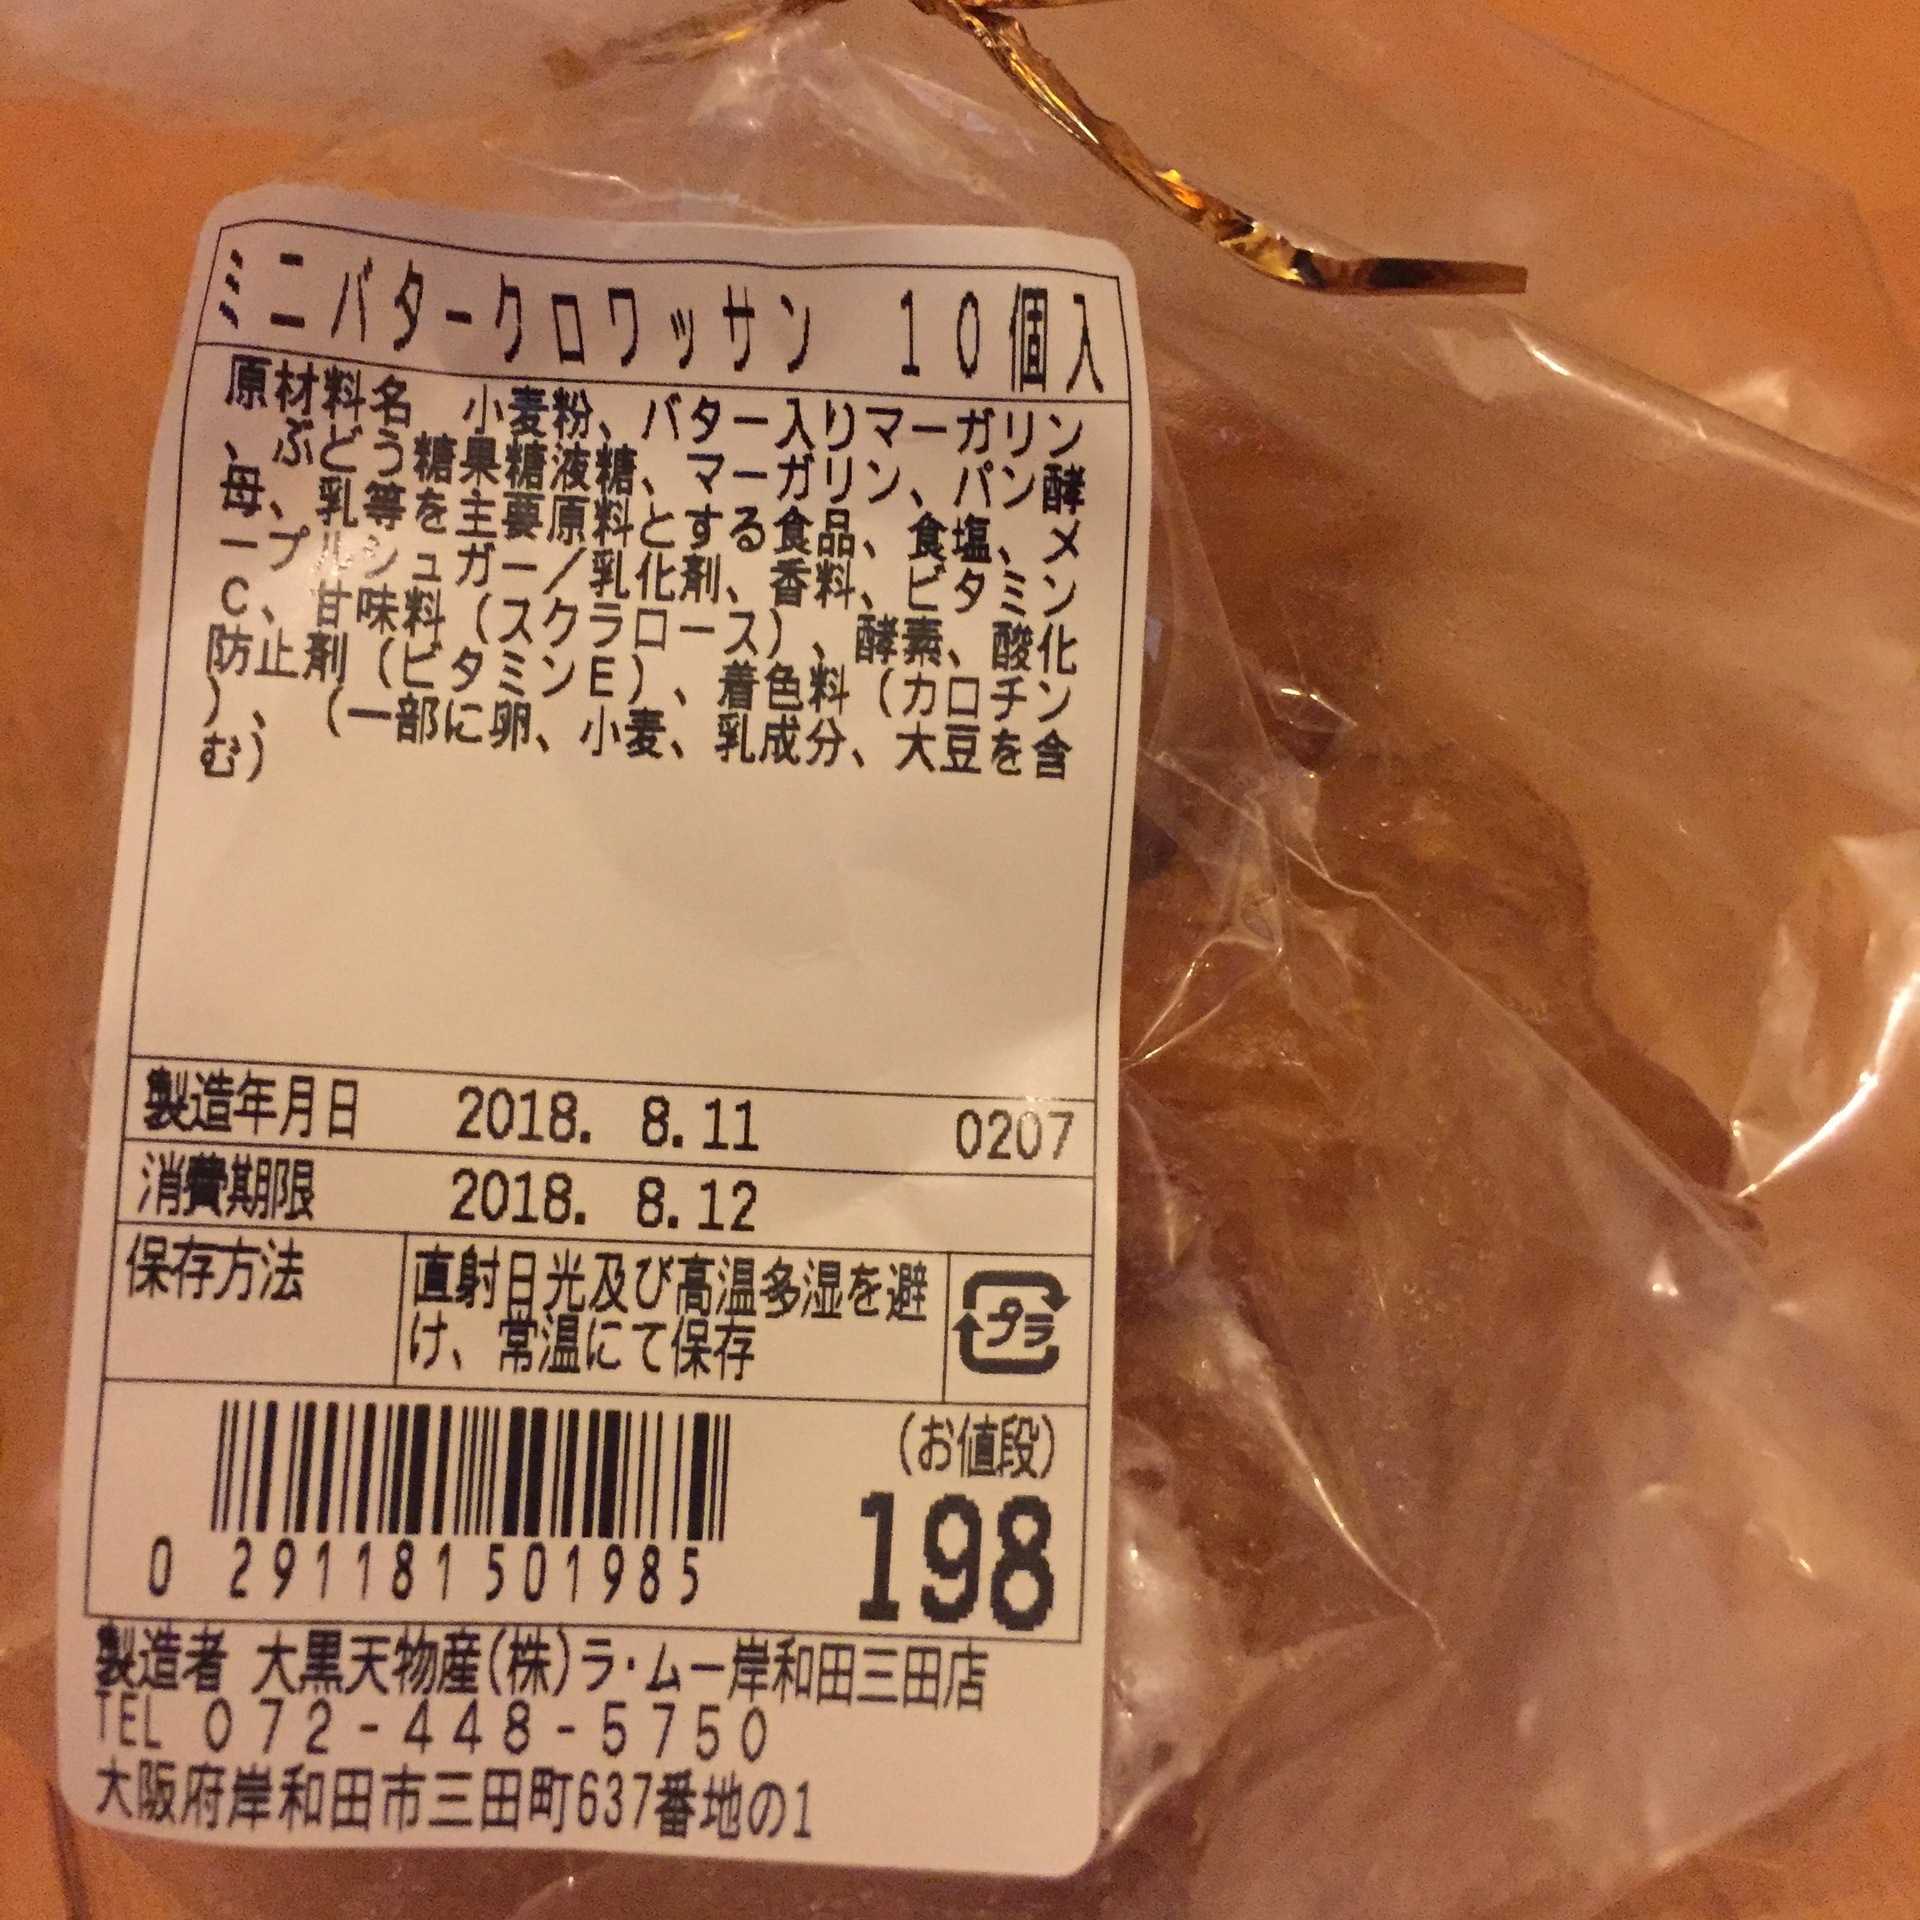 ミニバタークロワッサン 10個入
原材料名 小麦粉、バター入りマーガリン
、ぶどう糖果糖液糖、マーガリン、パン酵
母、乳等を主要原料とする食品、食塩、メ
ープルシュガー/乳化剤、香料、ビタミン
C、甘味料(スクラロース)、酵素、酸化
防止剤(ビタミンE)、着色料(カロチン
)、(一部に卵、小麦、乳成分、大豆を含
む)
製造年月日 2018. 8.11 0207
消費期限 2018. 8.12
保存方法 直射日光及び高温多湿を避
け、常温にて保存
プラ
(お値段)
198
0 291181 501985
製造者 大黒天物産(株)ラ・ムー岸和田三田店
TEL 072-448-5750
大阪府岸和田市三田町637番地の1